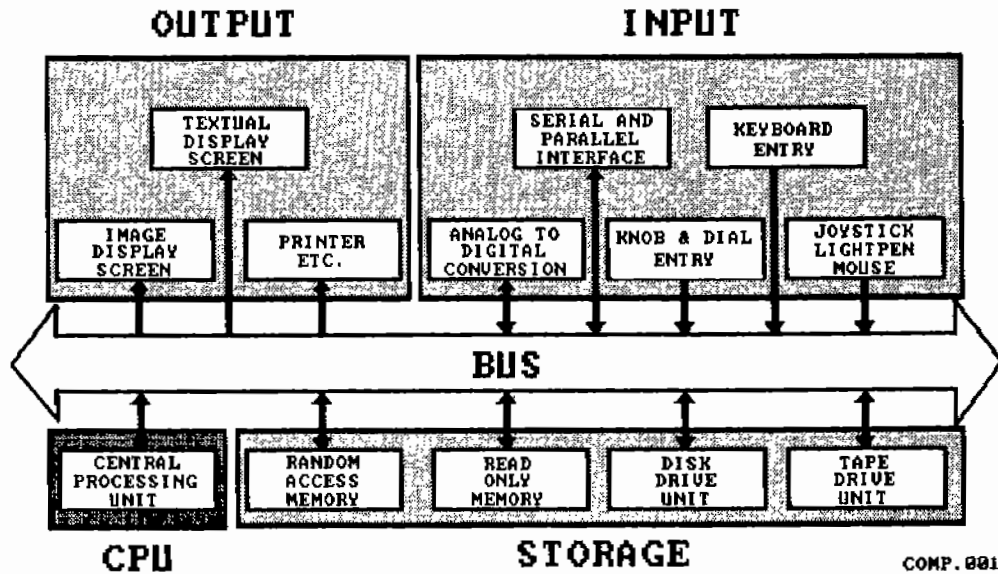 OUTPUT
INPUT
TEXTUAL
DISPLAY
SCREEN
SERIAL AND
PARALLEL
INTERFACE
KEYBOARD
ENTRY
IMAGE
DISPLAY
SCREEN
PRINTER
ETC.
ANALOG TO
DIGITAL
CONVERSION
KNOB & DIAL
ENTRY
JOYSTICK
LIGHTPEN
MOUSE
BUS
CENTRAL
PROCESSING
UNIT
RANDOM
ACCESS
MEMORY
READ
ONLY
MEMORY
DISK
DRIVE
UNIT
TAPE
DRIVE
UNIT
CPU
STORAGE
COMP.001